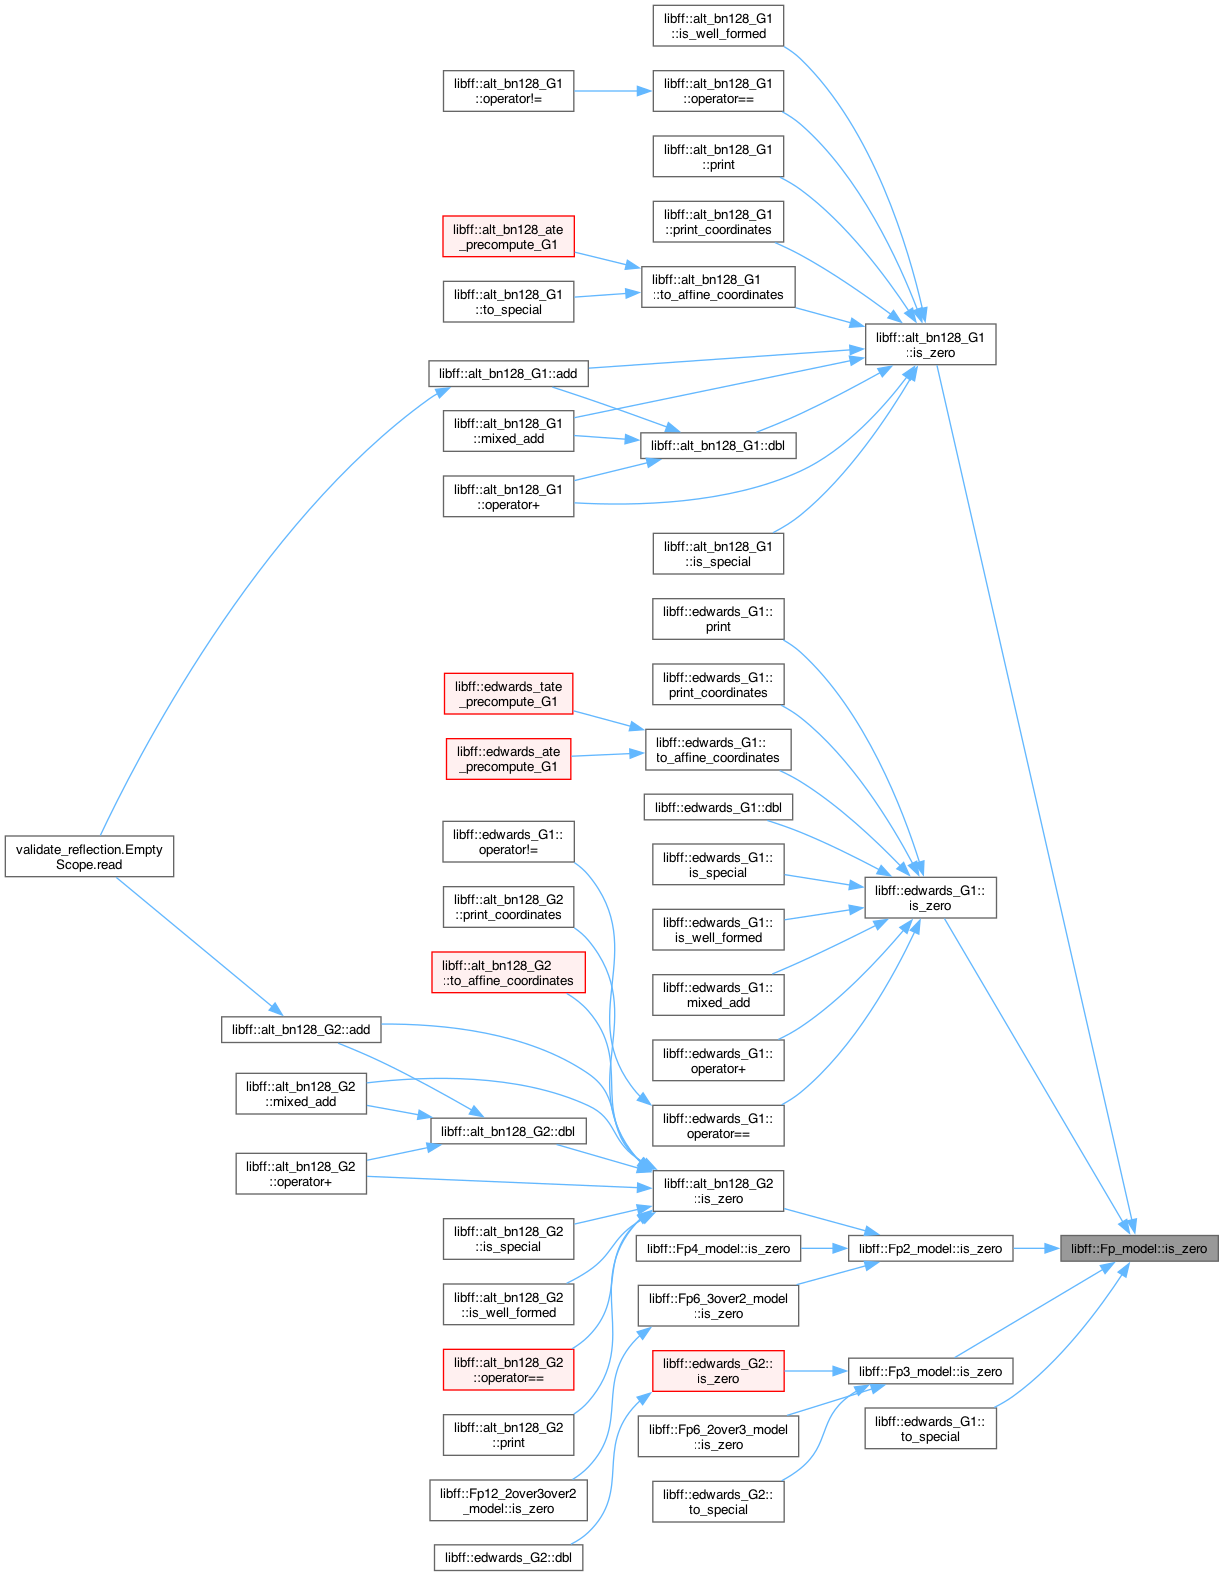 libff::alt_bn128_G1
::is_well_formed
libff::alt_bn128_G1
::operator!=
libff::alt_bn128_G1
::operator==
libff::alt_bn128_G1
::print
libff::alt_bn128_G1
::print_coordinates
libff::alt_bn128_ate
_precompute_G1
libff::alt_bn128_G1
::to_affine_coordinates
libff::alt_bn128_G1
::to_special
libff::alt_bn128_G1
::is_zero
libff::alt_bn128_G1::add
libff::alt_bn128_G1
::mixed_add
libff::alt_bn128_G1::dbl
libff::alt_bn128_G1
::operator+
libff::alt_bn128_G1
::is_special
libff::edwards_G1::
print
libff::edwards_G1::
print_coordinates
libff::edwards_tate
_precompute_G1
libff::edwards_G1::
to_affine_coordinates
libff::edwards_ate
_precompute_G1
libff::edwards_G1::dbl
validate_reflection.Empty
Scope.read
libff::edwards_G1::
operator!=
libff::edwards_G1::
is_special
libff::edwards_G1::
is_zero
libff::alt_bn128_G2
::print_coordinates
libff::edwards_G1::
is_well_formed
libff::alt_bn128_G2
::to_affine_coordinates
libff::edwards_G1::
mixed_add
libff::alt_bn128_G2::add
libff::edwards_G1::
operator+
libff::alt_bn128_G2
::mixed_add
libff::alt_bn128_G2::dbl
libff::edwards_G1::
operator==
libff::alt_bn128_G2
::operator+
libff::alt_bn128_G2
::is_zero
libff::alt_bn128_G2
::is_special
libff::Fp4_model::is_zero
libff::Fp2_model::is_zero
libff::Fp_model::is_zero
libff::alt_bn128_G2
::is_well_formed
libff::Fp6_3over2_model
::is_zero
libff::alt_bn128_G2
::operator==
libff::edwards_G2::
is_zero
libff::Fp3_model::is_zero
libff::alt_bn128_G2
::print
libff::Fp6_2over3_model
::is_zero
libff::edwards_G1::
to_special
libff::Fp12_2over3over2
_model::is_zero
libff::edwards_G2::
to_special
libff::edwards_G2::dbl